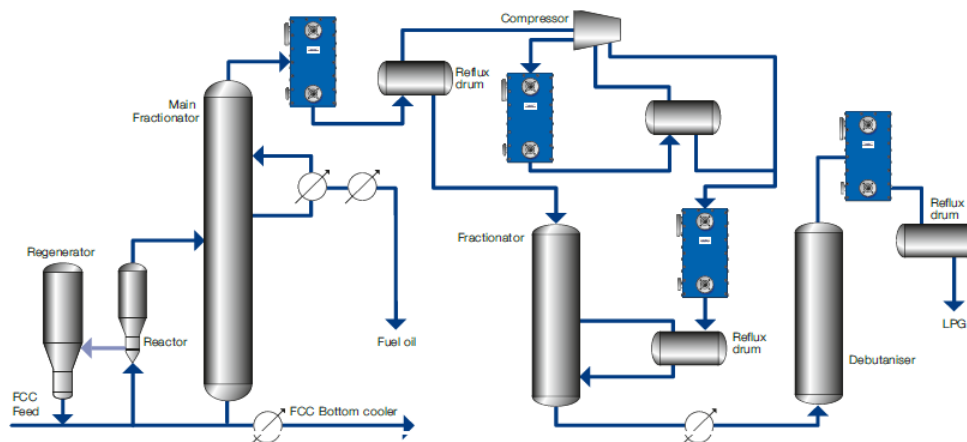 Compressor
Reflux
drum
Main
Fractionator
Reflux
drum
Fractionator
Regenerator
Reactor
Fuel oil
Reflux
drum
LPG
Debutaniser
FCC
Feed
FCC Bottom cooler